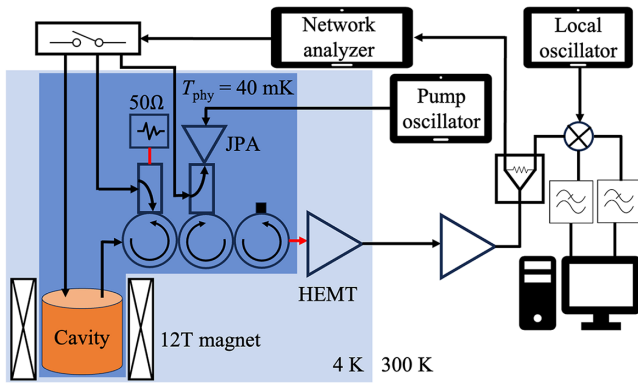 Network
analyzer
Local
oscillator
T_phy = 40 mK
Pump
oscillator
50Ω
JPA
HEMT
Cavity
12T magnet
4 K
300 K